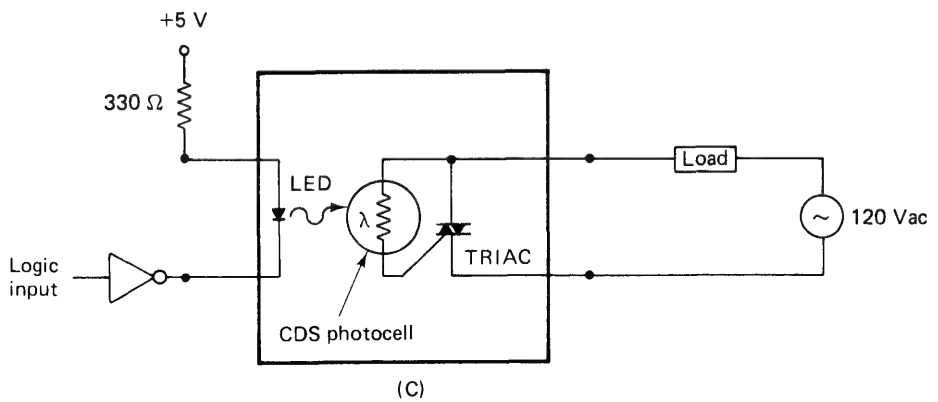 +5 V
330 Ω
LED
λ
Load
~
120 Vac
TRIAC
Logic
input
CDS photocell
(C)